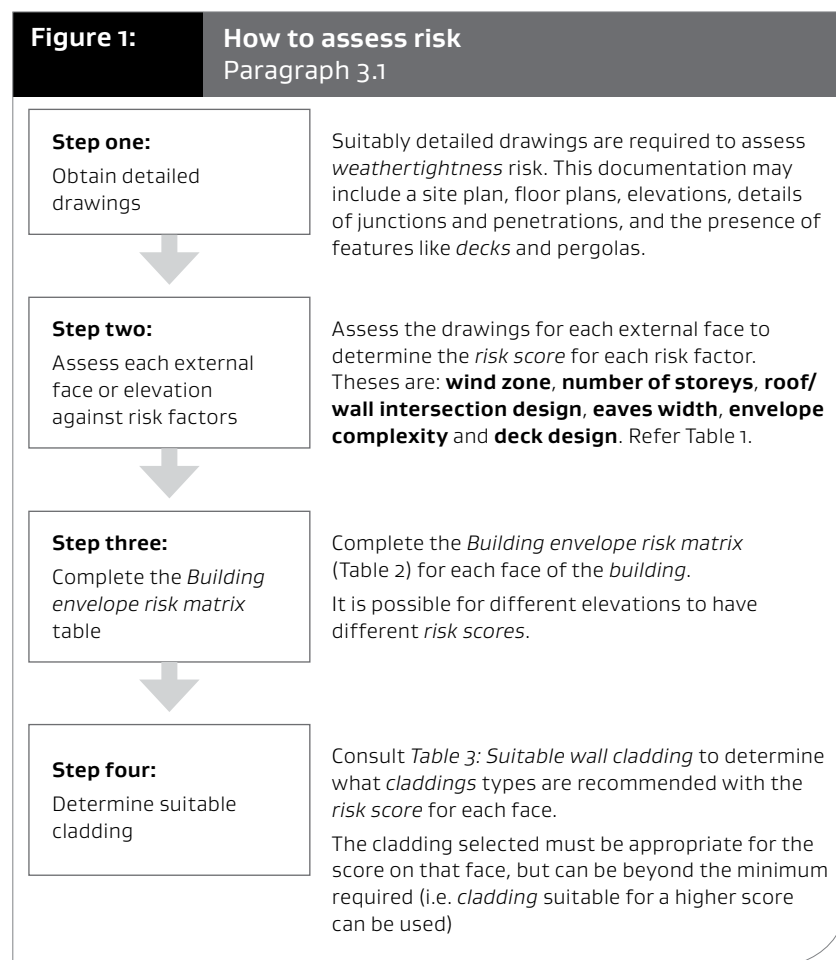 Figure 1:
How to assess risk
Paragraph 3.1
Step one:
Obtain detailed
drawings
Suitably detailed drawings are required to assess
weathertightness risk. This documentation may
include a site plan, floor plans, elevations, details
of junctions and penetrations, and the presence of
features like decks and pergolas.
Step two:
Assess each external
face or elevation
against risk factors
Assess the drawings for each external face to
determine the risk score for each risk factor.
Theses are: wind zone, number of storeys, roof/
wall intersection design, eaves width, envelope
complexity and deck design. Refer Table 1.
Step three:
Complete the Building
envelope risk matrix
table
Complete the Building envelope risk matrix
(Table 2) for each face of the building.
It is possible for different elevations to have
different risk scores.
Step four:
Determine suitable
cladding
Consult Table 3: Suitable wall cladding to determine
what claddings types are recommended with the
risk score for each face.
The cladding selected must be appropriate for the
score on that face, but can be beyond the minimum
required (i.e. cladding suitable for a higher score
can be used)